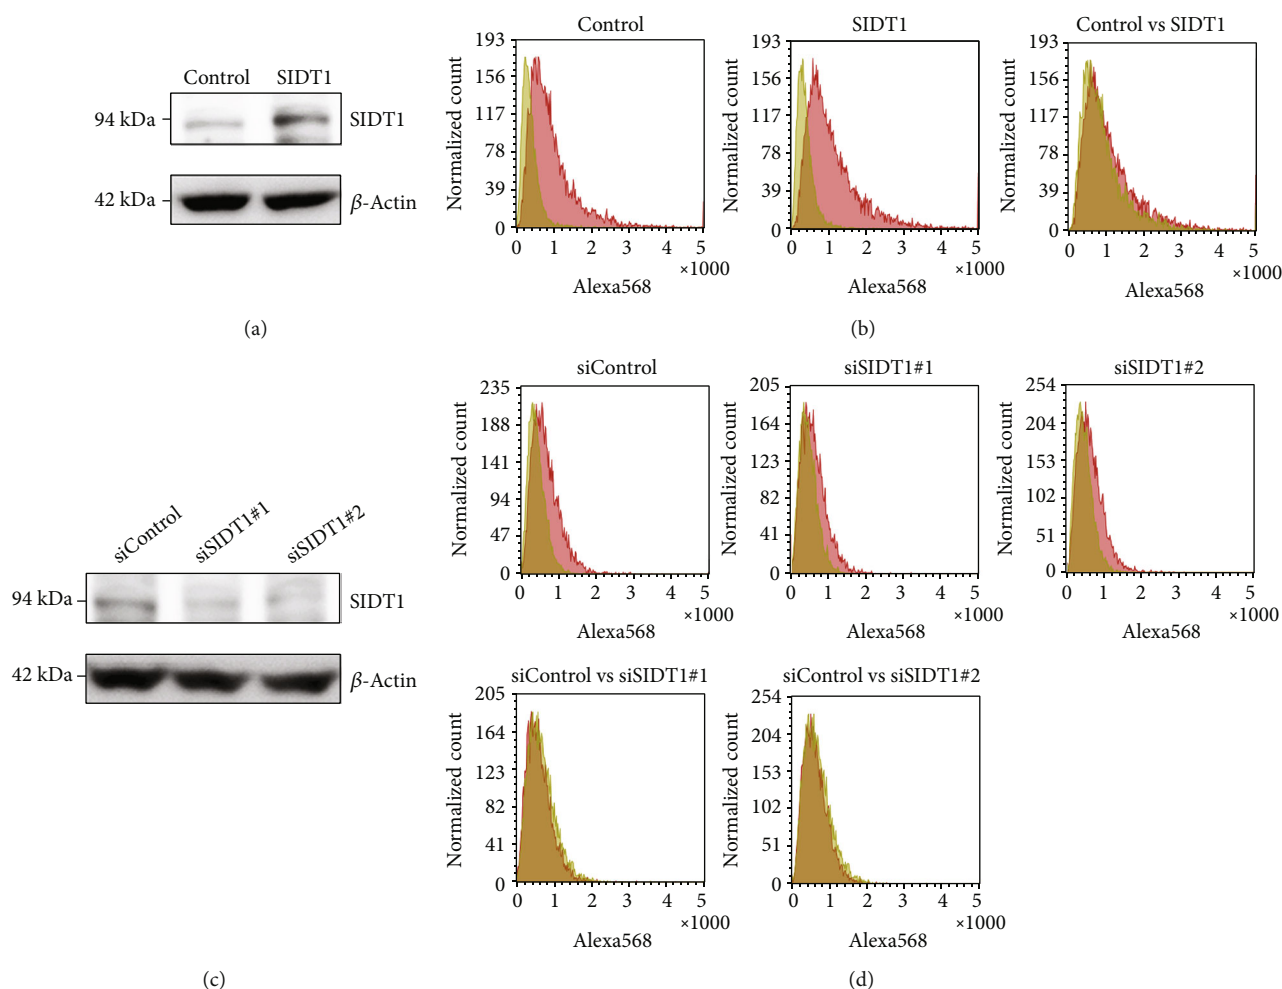 Control SIDT1
94 kDa SIDT1
42 kDa β-Actin
(a)
Control
193
156
117
78
39
0
0 1 2 3 4 5
×1000
Normalized count
Alexa568
SIDT1
193
156
117
78
39
0
0 1 2 3 4 5
×1000
Normalized count
Alexa568
Control vs SIDT1
193
156
117
78
39
0
0 1 2 3 4 5
×1000
Normalized count
Alexa568
(b)
siControl siSIDT1#1 siSIDT1#2
94 kDa SIDT1
42 kDa β-Actin
(c)
siControl
235
188
141
94
47
0
0 1 2 3 4 5
×1000
Normalized count
Alexa568
siSIDT1#1
205
164
123
82
41
0
0 1 2 3 4 5
×1000
Normalized count
Alexa568
siSIDT1#2
254
204
153
102
51
0
0 1 2 3 4 5
×1000
Normalized count
Alexa568
siControl vs siSIDT1#1
205
164
123
82
41
0
0 1 2 3 4 5
×1000
Normalized count
Alexa568
siControl vs siSIDT1#2
254
204
153
102
51
0
0 1 2 3 4 5
×1000
Normalized count
Alexa568
(d)